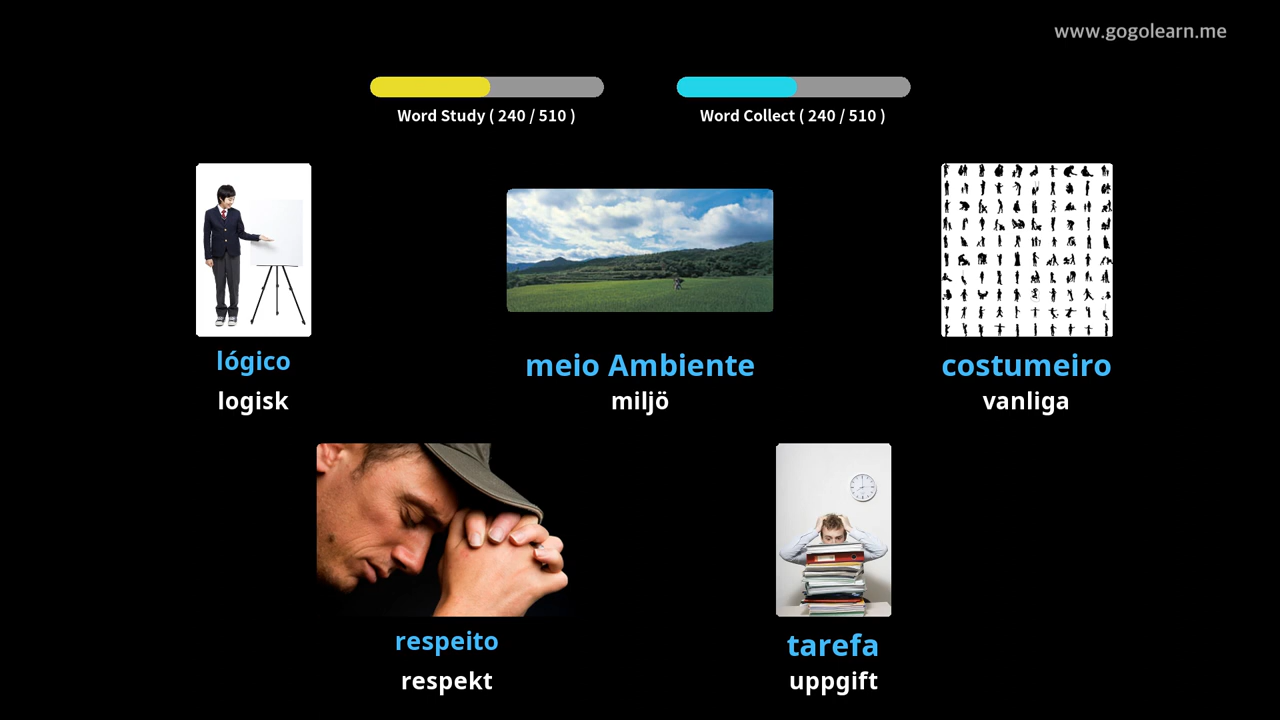 www.gogolearn.me
Word Study ( 240 / 510 )
Word Collect ( 240 / 510 )
lógico
logisk
meio Ambiente
miljö
costumeiro
vanliga
respeito
respekt
tarefa
uppgift